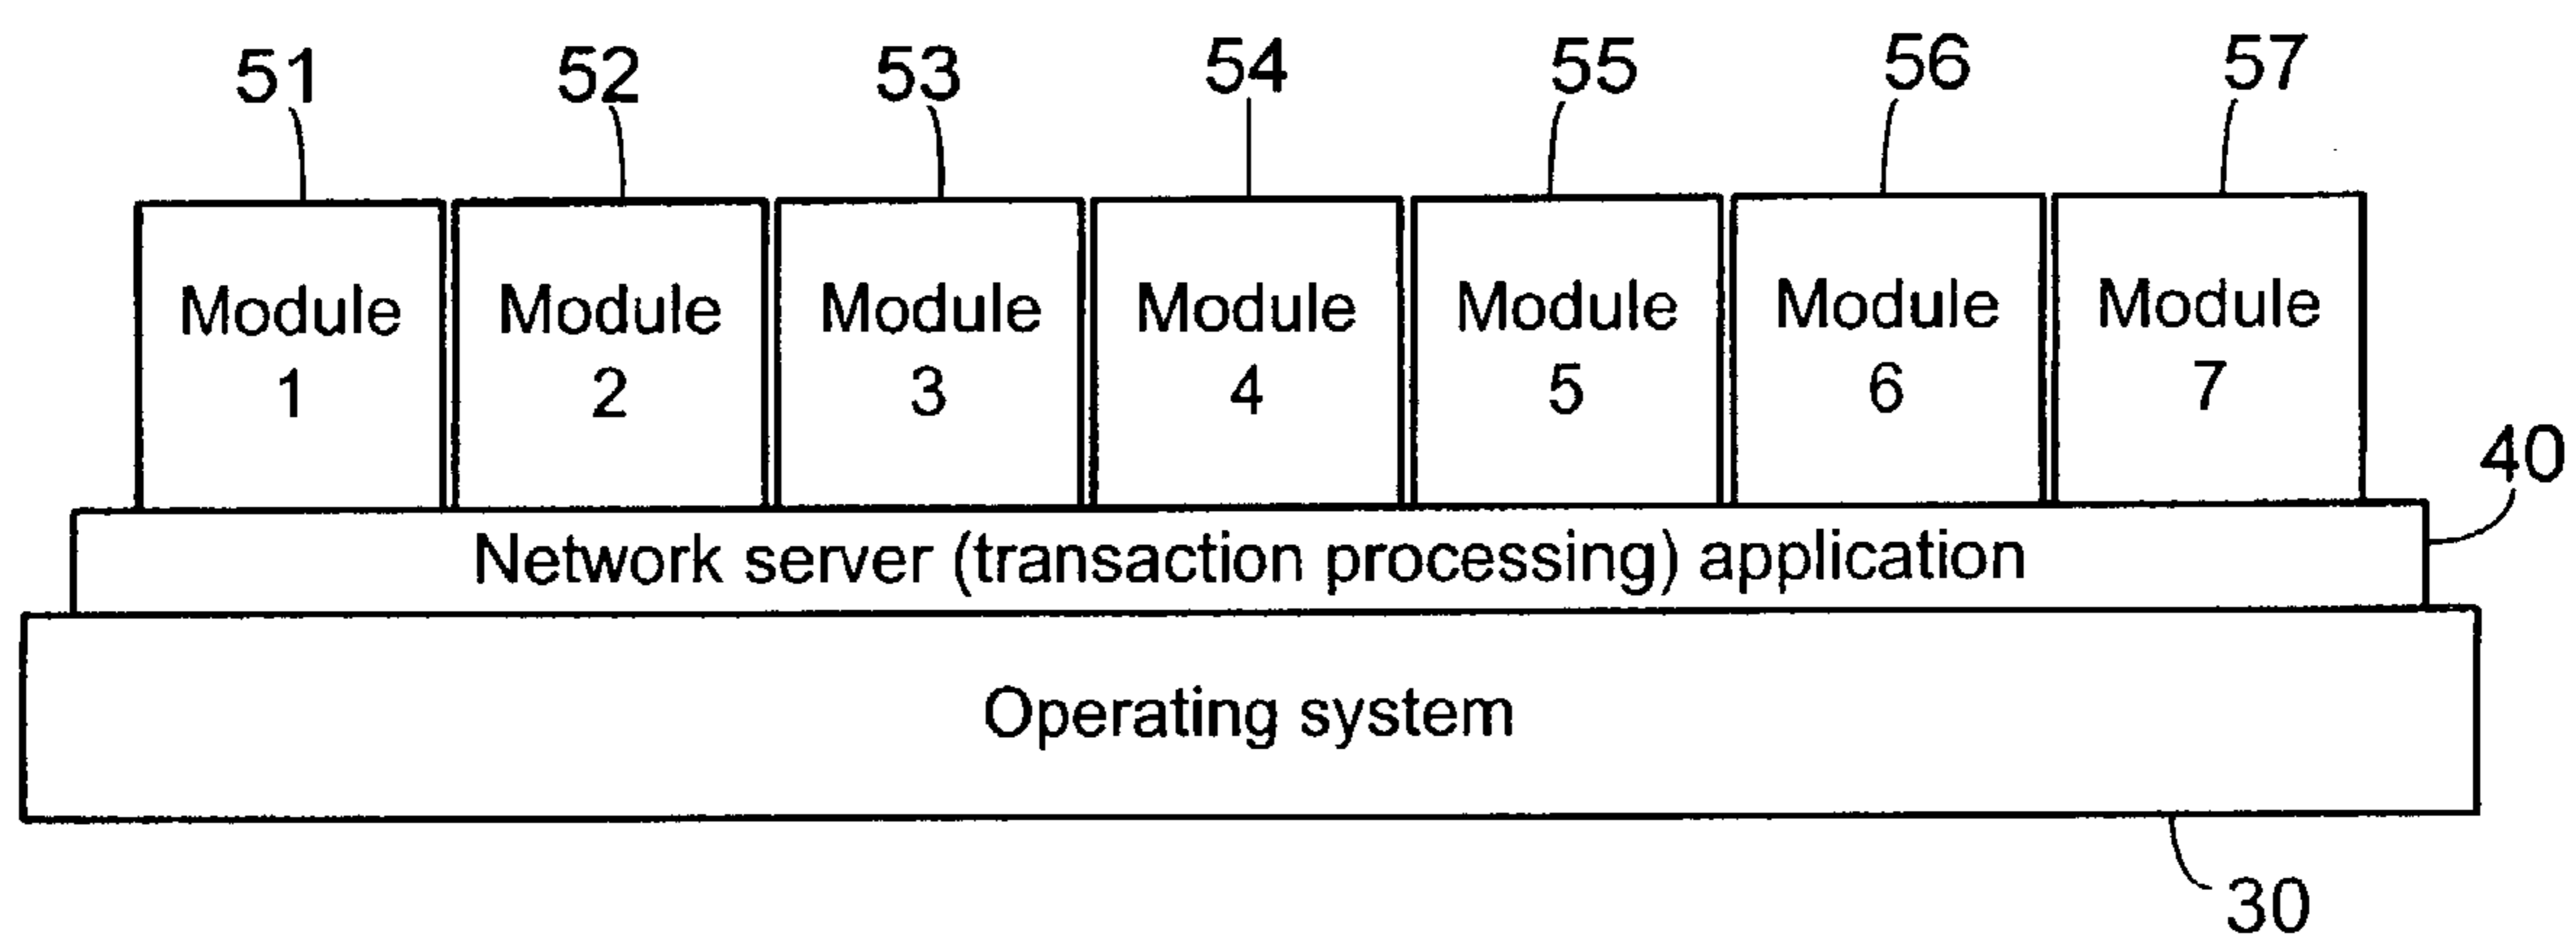 51 52 53 54 55 56 57
Module Module Module Module Module Module Module
1 2 3 4 5 6 7
40
Network server (transaction processing) application
Operating system
30